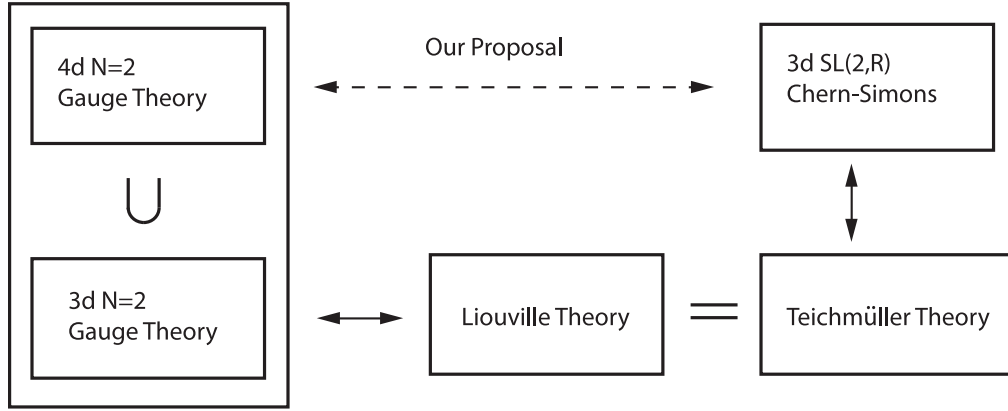 4d N=2
Gauge Theory
Our Proposal
3d SL(2,R)
Chern-Simons
3d N=2
Gauge Theory
Liouville Theory
Teichmüller Theory